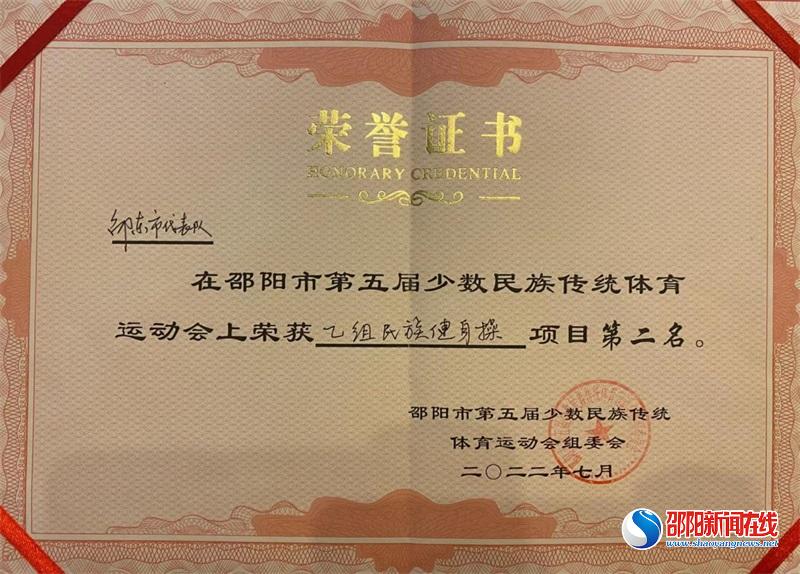 荣誉证书
HONORARY CREDENTIAL
邵东市代表队
在邵阳市第五届少数民族传统体育
运动会上荣获乙组民族健身操项目第二名。
邵阳市第五届少数民族传统
体育运动会组委会
二〇二二年七月
邵阳新闻在线
www.shaoyangnews.net